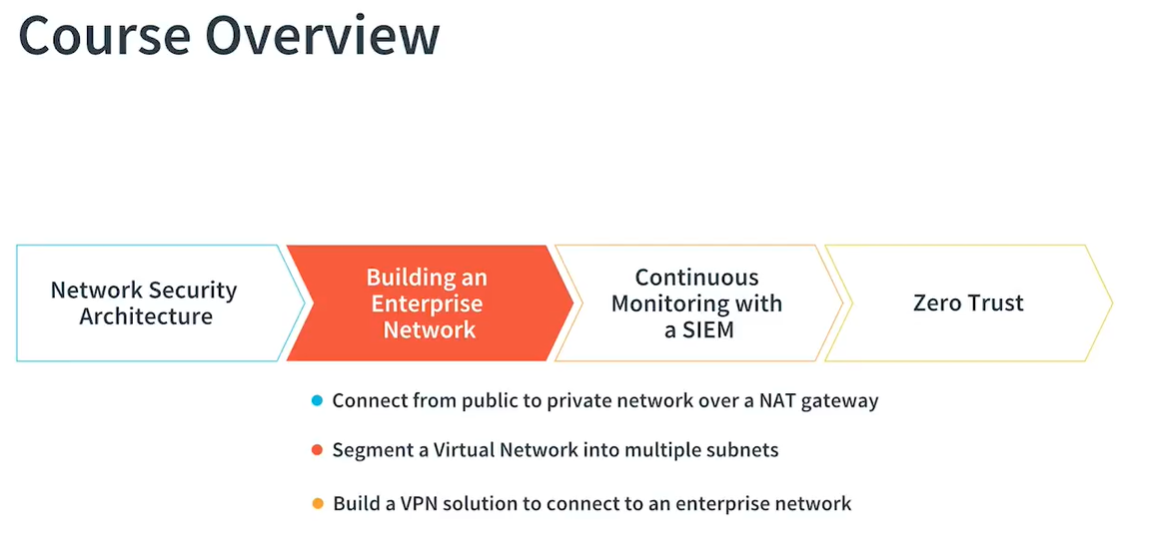 Course Overview
Network Security
Architecture
Building an
Enterprise
Network
Continuous
Monitoring with
a SIEM
Zero Trust
Connect from public to private network over a NAT gateway
Segment a Virtual Network into multiple subnets
Build a VPN solution to connect to an enterprise network